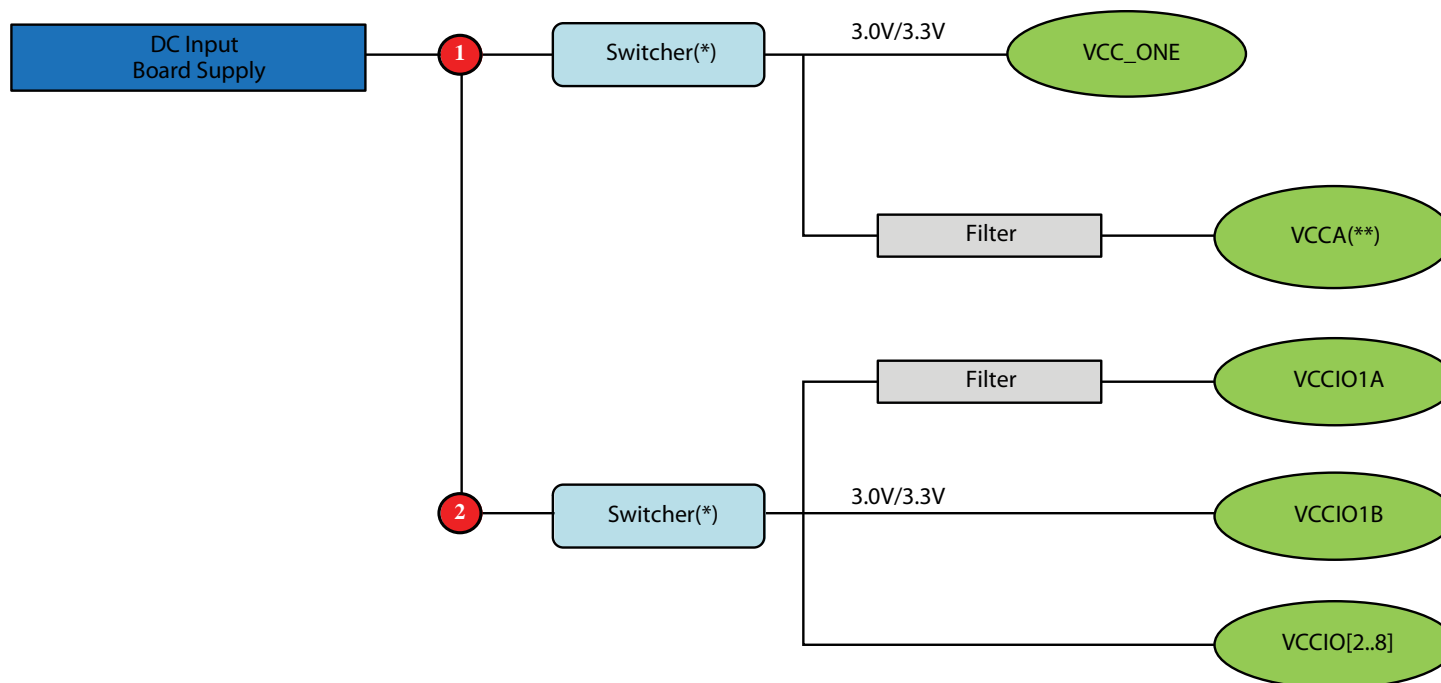 DC Input
Board Supply
1
Switcher(*)
3.0V/3.3V
VCC_ONE
Filter
VCCA(**)
Filter
VCCIO1A
2
Switcher(*)
3.0V/3.3V
VCCIO1B
VCCIO[2..8]